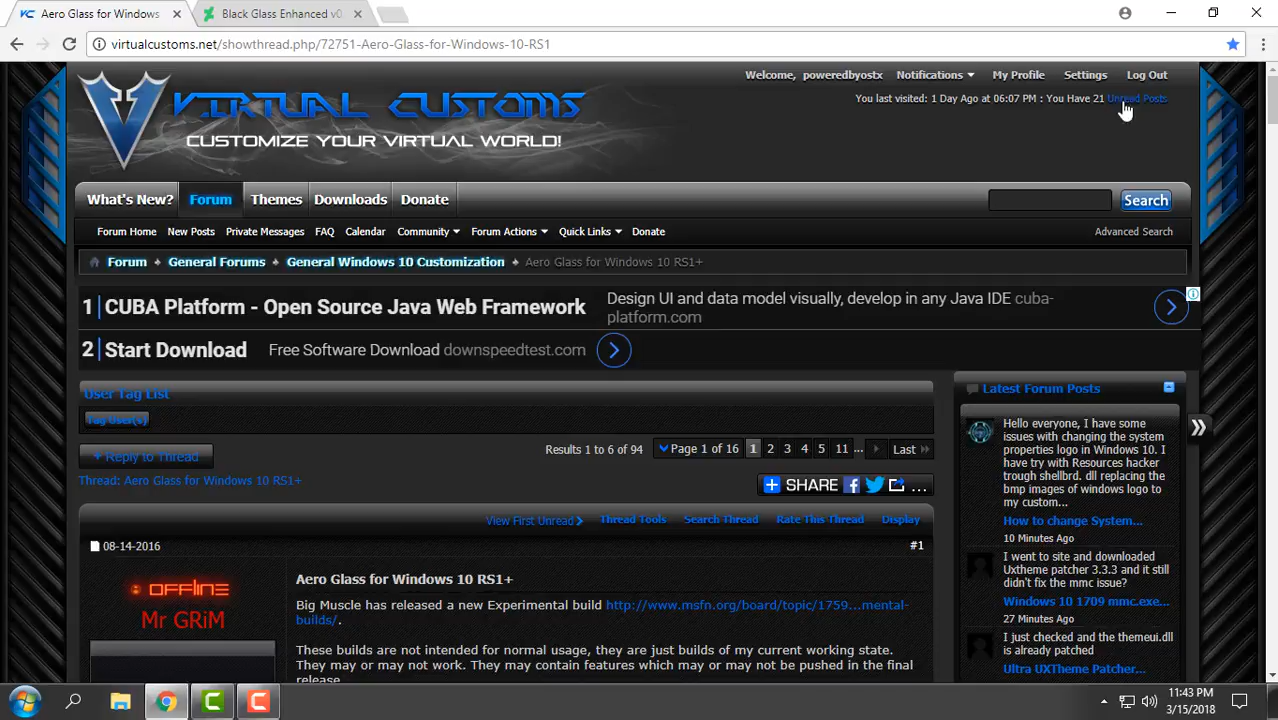 Aero Glass for Windows
Black Glass Enhanced v0
virtualcustoms.net/showthread.php/72751-Aero-Glass-for-Windows-10-RS1
Welcome, poweredbyostx Notifications My Profile Settings Log Out
You last visited: 1 Day Ago at 06:07 PM : You Have 21 Unread Posts
VIRTUAL CUSTOMS
CUSTOMIZE YOUR VIRTUAL WORLD!
What's New? Forum Themes Downloads Donate Search
Forum Home New Posts Private Messages FAQ Calendar Community Forum Actions Quick Links Donate Advanced Search
Forum General Forums General Windows 10 Customization Aero Glass for Windows 10 RS1+
1 CUBA Platform - Open Source Java Web Framework
Design UI and data model visually, develop in any Java IDE cuba-
platform.com
2 Start Download Free Software Download downspeedtest.com
User Tag List
Tag User(s)
+ Reply to Thread
Results 1 to 6 of 94 Page 1 of 16 1 2 3 4 5 11 ... Last
Thread: Aero Glass for Windows 10 RS1+
SHARE ...
View First Unread Thread Tools Search Thread Rate This Thread Display
08-14-2016 #1
OFFLINE
Mr GRiM
Aero Glass for Windows 10 RS1+
Big Muscle has released a new Experimental build http://www.msfn.org/board/topic/1759...mental-
builds/.
These builds are not intended for normal usage, they are just builds of my current working state.
They may or may not work. They may contain features which may or may not be pushed in the final
release.
Latest Forum Posts
Hello everyone, I have some
issues with changing the system
properties logo in Windows 10. I
have try with Resources hacker
trough shellbrd. dll replacing the
bmp images of windows logo to
my custom...
How to change System...
10 Minutes Ago
I went to site and downloaded
Uxtheme patcher 3.3.3 and it still
didn't fix the mmc issue?
Windows 10 1709 mmc.exe...
27 Minutes Ago
I just checked and the themeui.dll
is already patched
Ultra UXTheme Patcher...
11:43 PM
3/15/2018